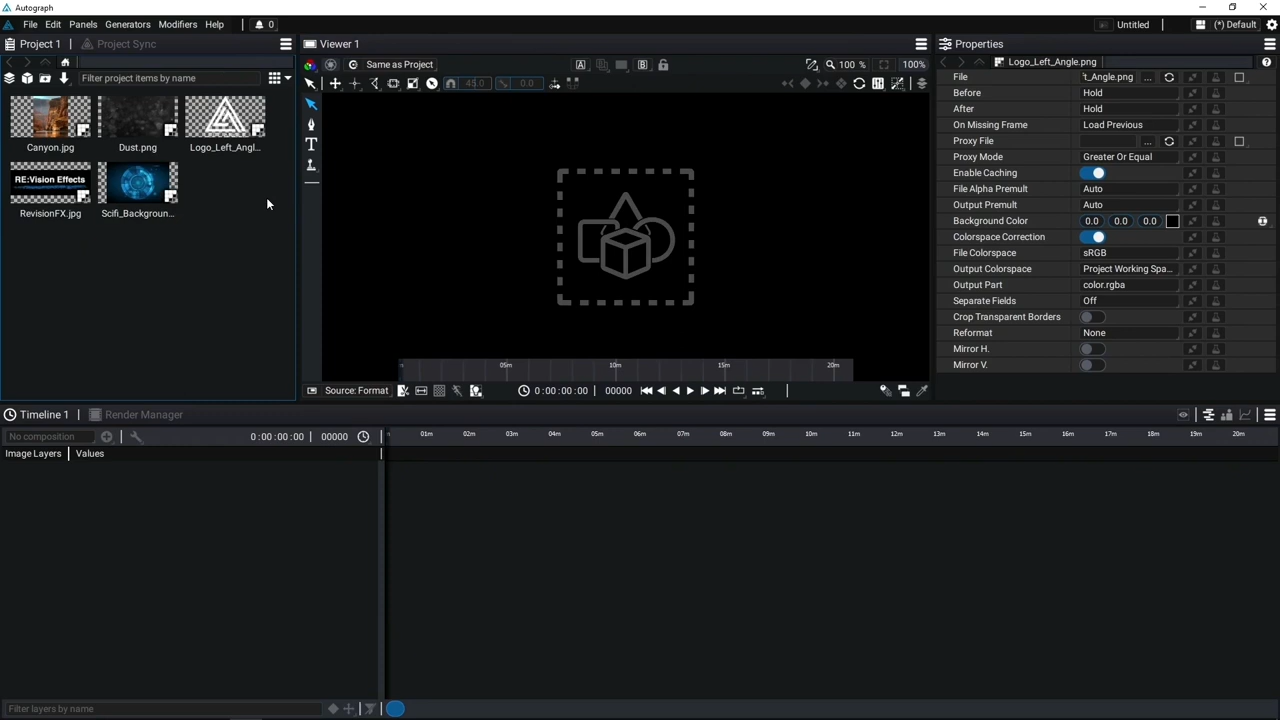 Autograph
File Edit Panels Generators Modifiers Help 0 Untitled (*) Default
Project 1 Project Sync Viewer 1 Properties
Same as Project A B 100 % 100% Logo_Left_Angle.png
Filter project items by name 45.0 0.0
File t_Angle.png ...
Before Hold
After Hold
On Missing Frame Load Previous
Proxy File ...
Proxy Mode Greater Or Equal
Enable Caching
File Alpha Premult Auto
Output Premult Auto
Background Color 0.0 0.0 0.0
Colorspace Correction
File Colorspace sRGB
Output Colorspace Project Working Spa...
Output Part color.rgba
Separate Fields Off
Crop Transparent Borders
Reformat None
Mirror H.
Mirror V.
Canyon.jpg Dust.png Logo_Left_Angl...
RE:Vision Effects
RevisionFX.jpg Scifi_Backgroun...
05m 10m 15m 20m
Source: Format 0:00:00:00 00000
Timeline 1 Render Manager
No composition 0:00:00:00 00000 01m 02m 03m 04m 05m 06m 07m 08m 09m 10m 11m 12m 13m 14m 15m 16m 17m 18m 19m 20m
Image Layers Values
Filter layers by name